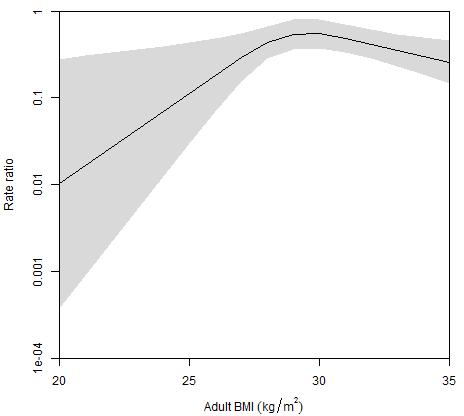 1
0.1
0.01
0.001
1e-04
Rate ratio
20 25 30 35
Adult BMI (kg/m²)